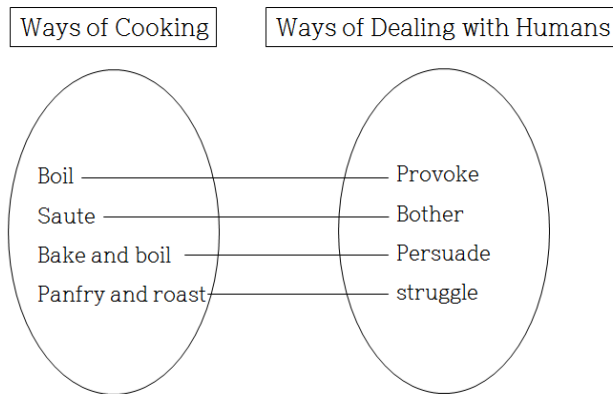 Ways of Cooking
Ways of Dealing with Humans
Boil
Provoke
Saute
Bother
Bake and boil
Persuade
Panfry and roast
struggle